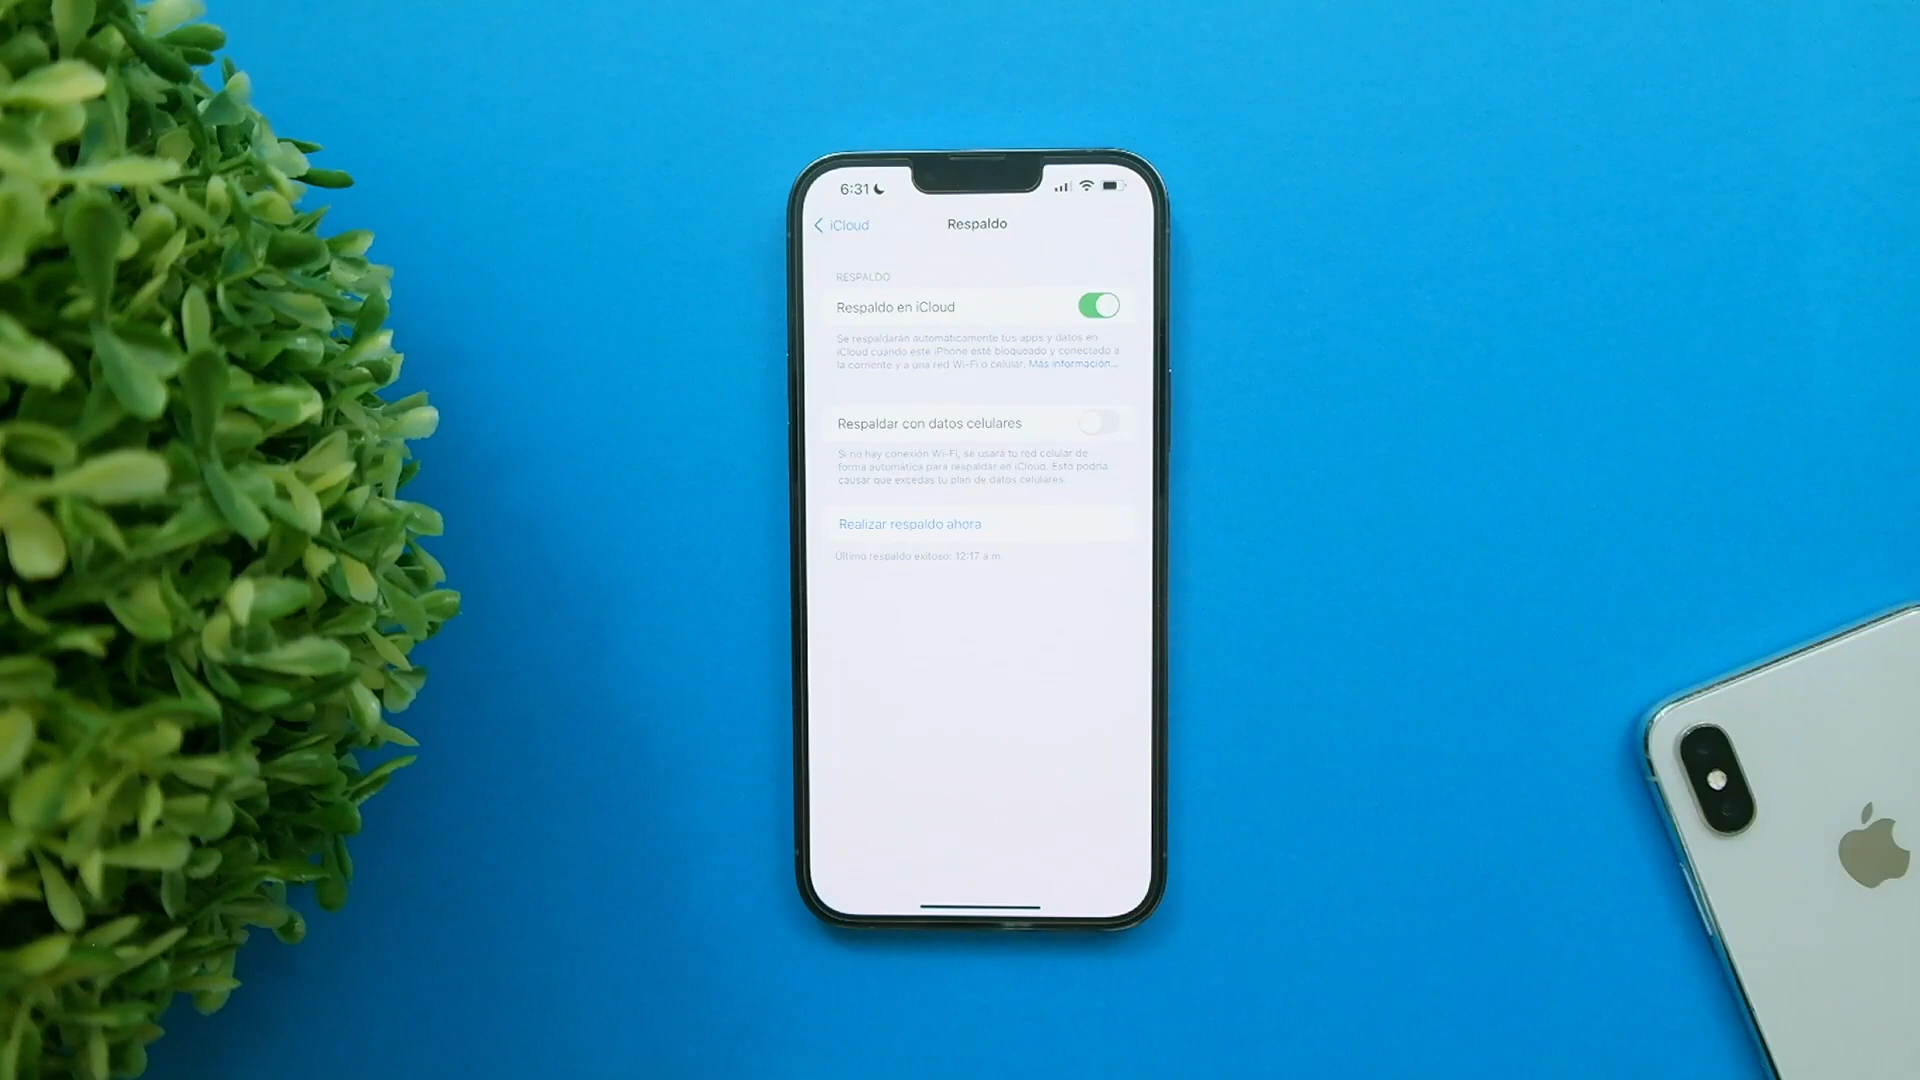 6:31
iCloud
Respaldo
RESPALDO
Respaldo en iCloud
Se respaldarán automáticamente tus apps y datos en
iCloud cuando este iPhone esté bloqueado y conectado a
la corriente y a una red Wi-Fi o celular. Más información...
Respaldar con datos celulares
Si no hay conexión Wi-Fi, se usará tu red celular de
forma automática para respaldar en iCloud. Esto podría
causar que excedas tu plan de datos celulares.
Realizar respaldo ahora
Último respaldo exitoso: 12:17 a.m.